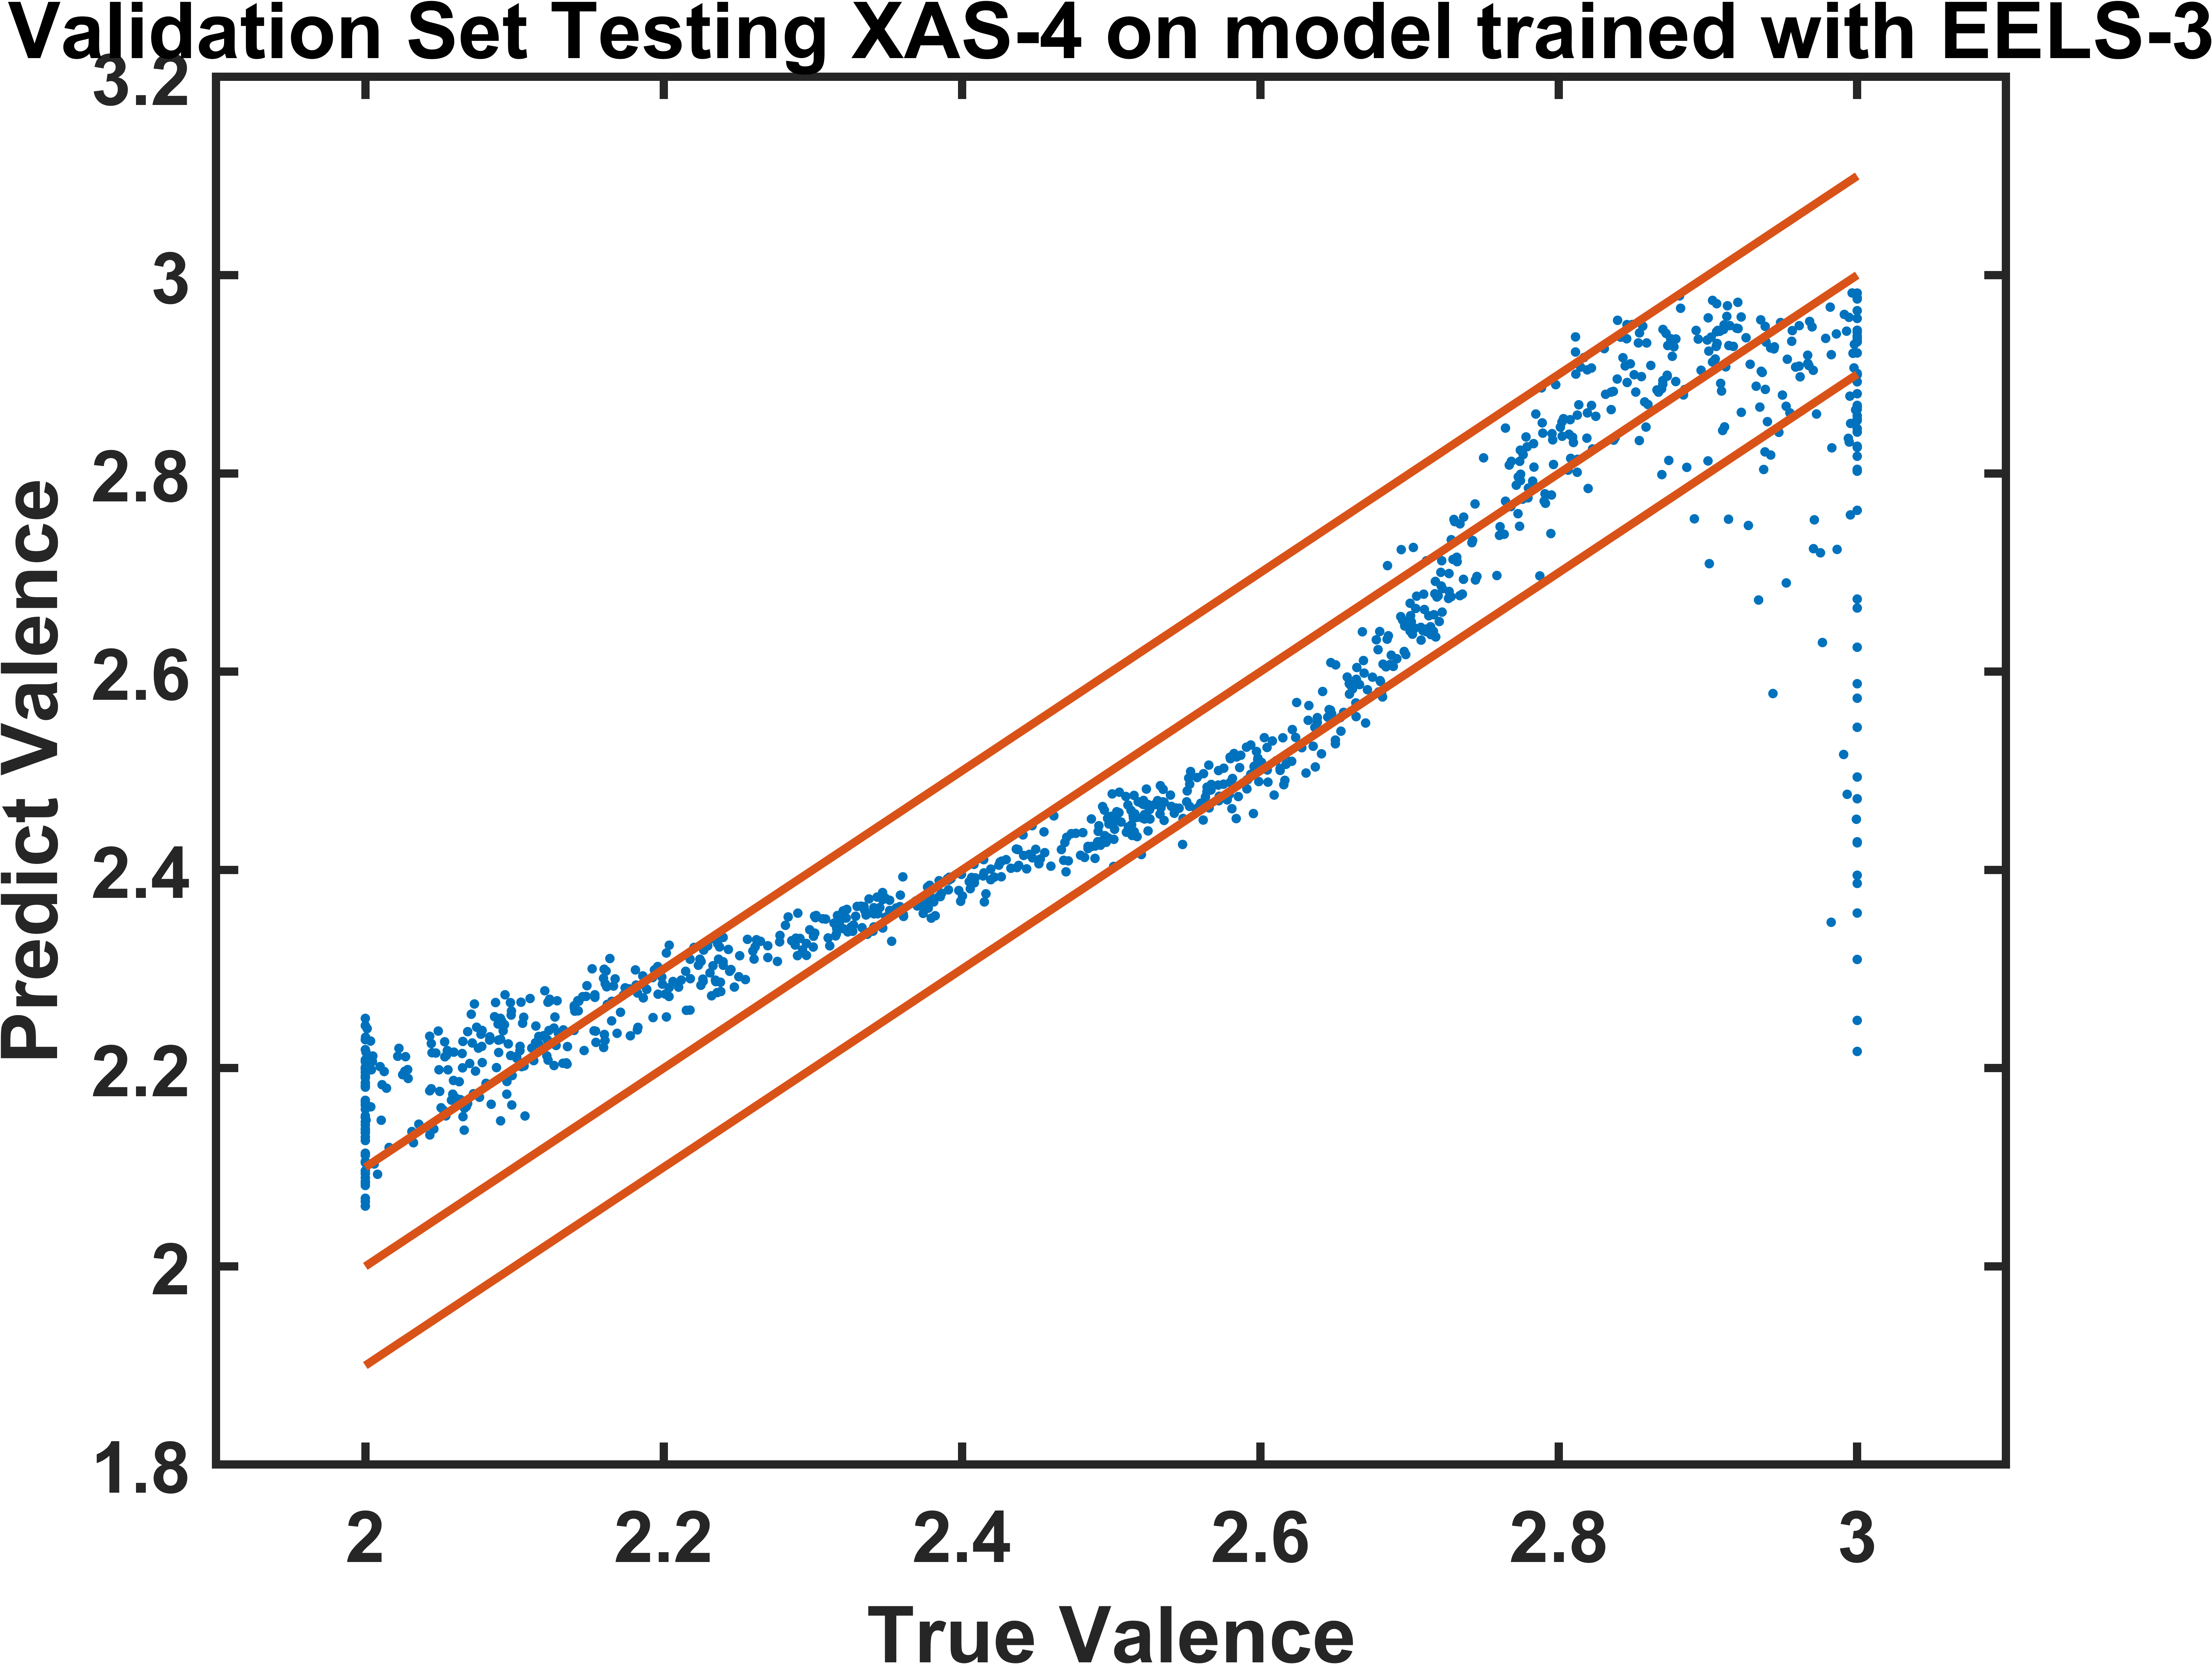 Validation Set Testing XAS-4 on model trained with EELS-3
3.2
3
2.8
2.6
2.4
2.2
2
1.8
Predict Valence
2 2.2 2.4 2.6 2.8 3
True Valence